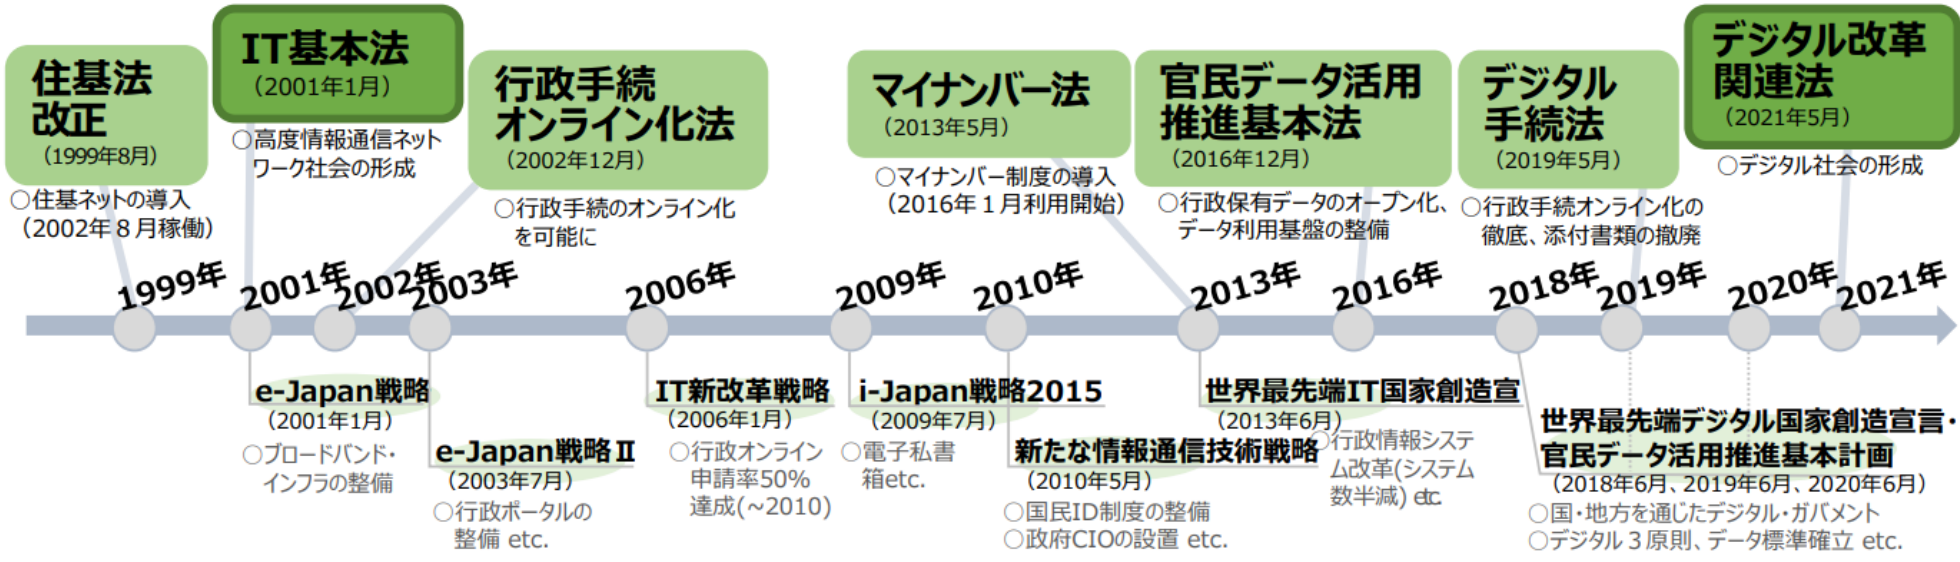 住基法
改正
（1999年8月）
○住基ネットの導入
（2002年８月稼働）
IT基本法
（2001年1月）
○高度情報通信ネット
ワーク社会の形成
行政手続
オンライン化法
（2002年12月）
○行政手続のオンライン化
を可能に
マイナンバー法
（2013年5月）
○マイナンバー制度の導入
（2016年１月利用開始）
官民データ活用
推進基本法
（2016年12月）
○行政保有データのオープン化、
データ利用基盤の整備
デジタル
手続法
（2019年5月）
○行政手続オンライン化の
徹底、添付書類の撤廃
デジタル改革
関連法
（2021年5月）
○デジタル社会の形成
1999年
2001年
2002年
2003年
2006年
2009年
2010年
2013年
2016年
2018年
2019年
2020年
2021年
e-Japan戦略
（2001年1月）
○ブロードバンド・
インフラの整備
e-Japan戦略Ⅱ
（2003年7月）
○行政ポータルの
整備 etc.
IT新改革戦略
（2006年1月）
○行政オンライン
申請率50%
達成(~2010)
i-Japan戦略2015
（2009年7月）
○電子私書
箱etc.
新たな情報通信技術戦略
（2010年5月）
○国民ID制度の整備
○政府CIOの設置 etc.
世界最先端IT国家創造宣
（2013年6月）
○行政情報システ
ム改革(システム
数半減) etc
世界最先端デジタル国家創造宣言・
官民データ活用推進基本計画
（2018年6月、2019年6月、2020年6月）
○国・地方を通じたデジタル・ガバメント
○デジタル３原則、データ標準確立 etc.